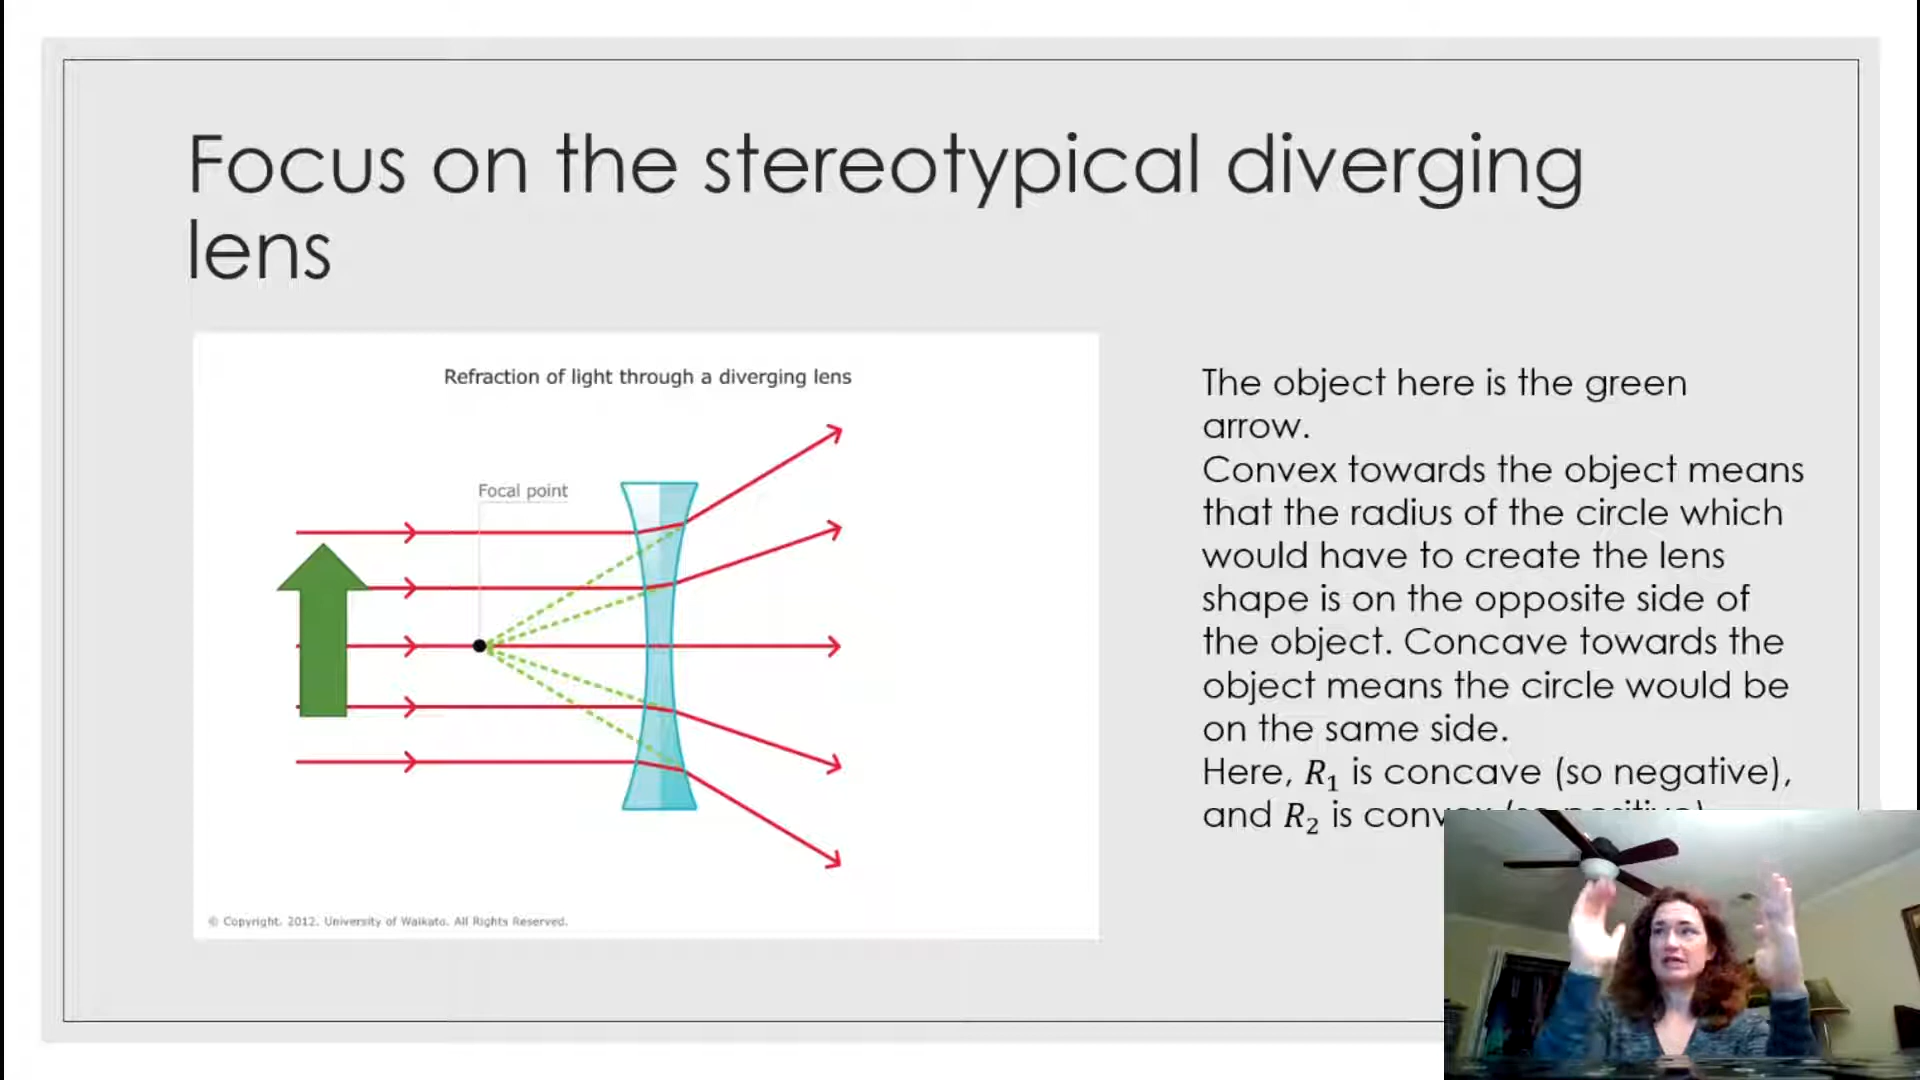 Focus on the stereotypical diverging
lens
Refraction of light through a diverging lens
Focal point
© Copyright. 2012. University of Waikato. All Rights Reserved.
The object here is the green
arrow.
Convex towards the object means
that the radius of the circle which
would have to create the lens
shape is on the opposite side of
the object. Concave towards the
object means the circle would be
on the same side.
Here, R₁ is concave (so negative),
and R₂ is convex (so positive)